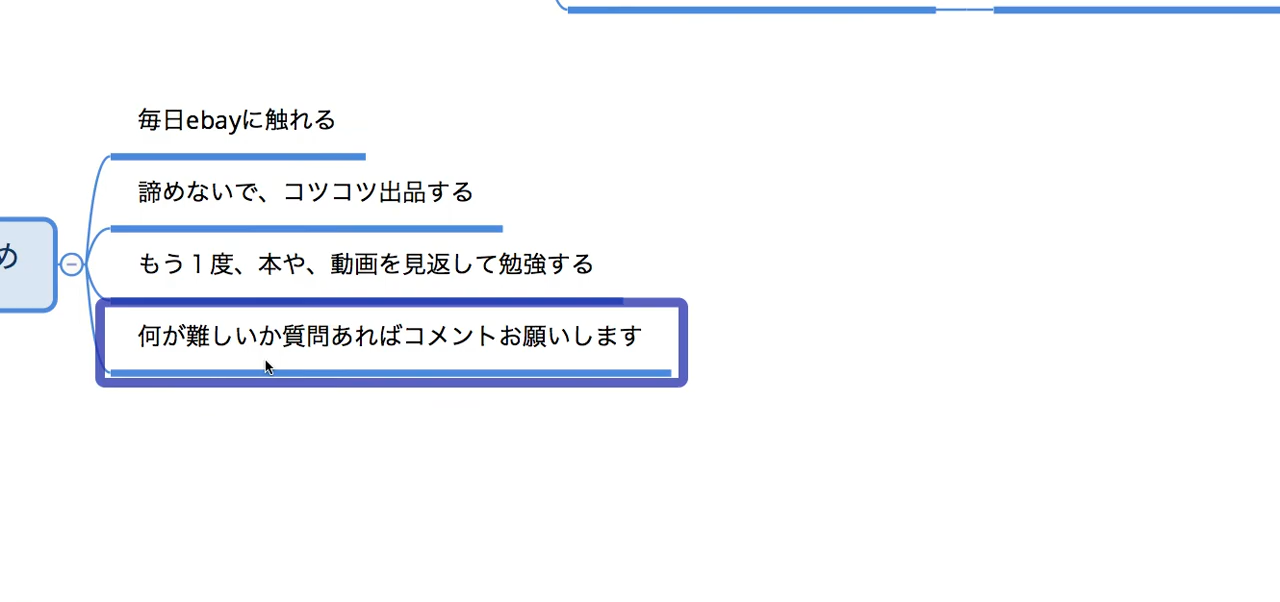 毎日ebayに触れる
諦めないで、コツコツ出品する
め
もう１度、本や、動画を見返して勉強する
何が難しいか質問あればコメントお願いします